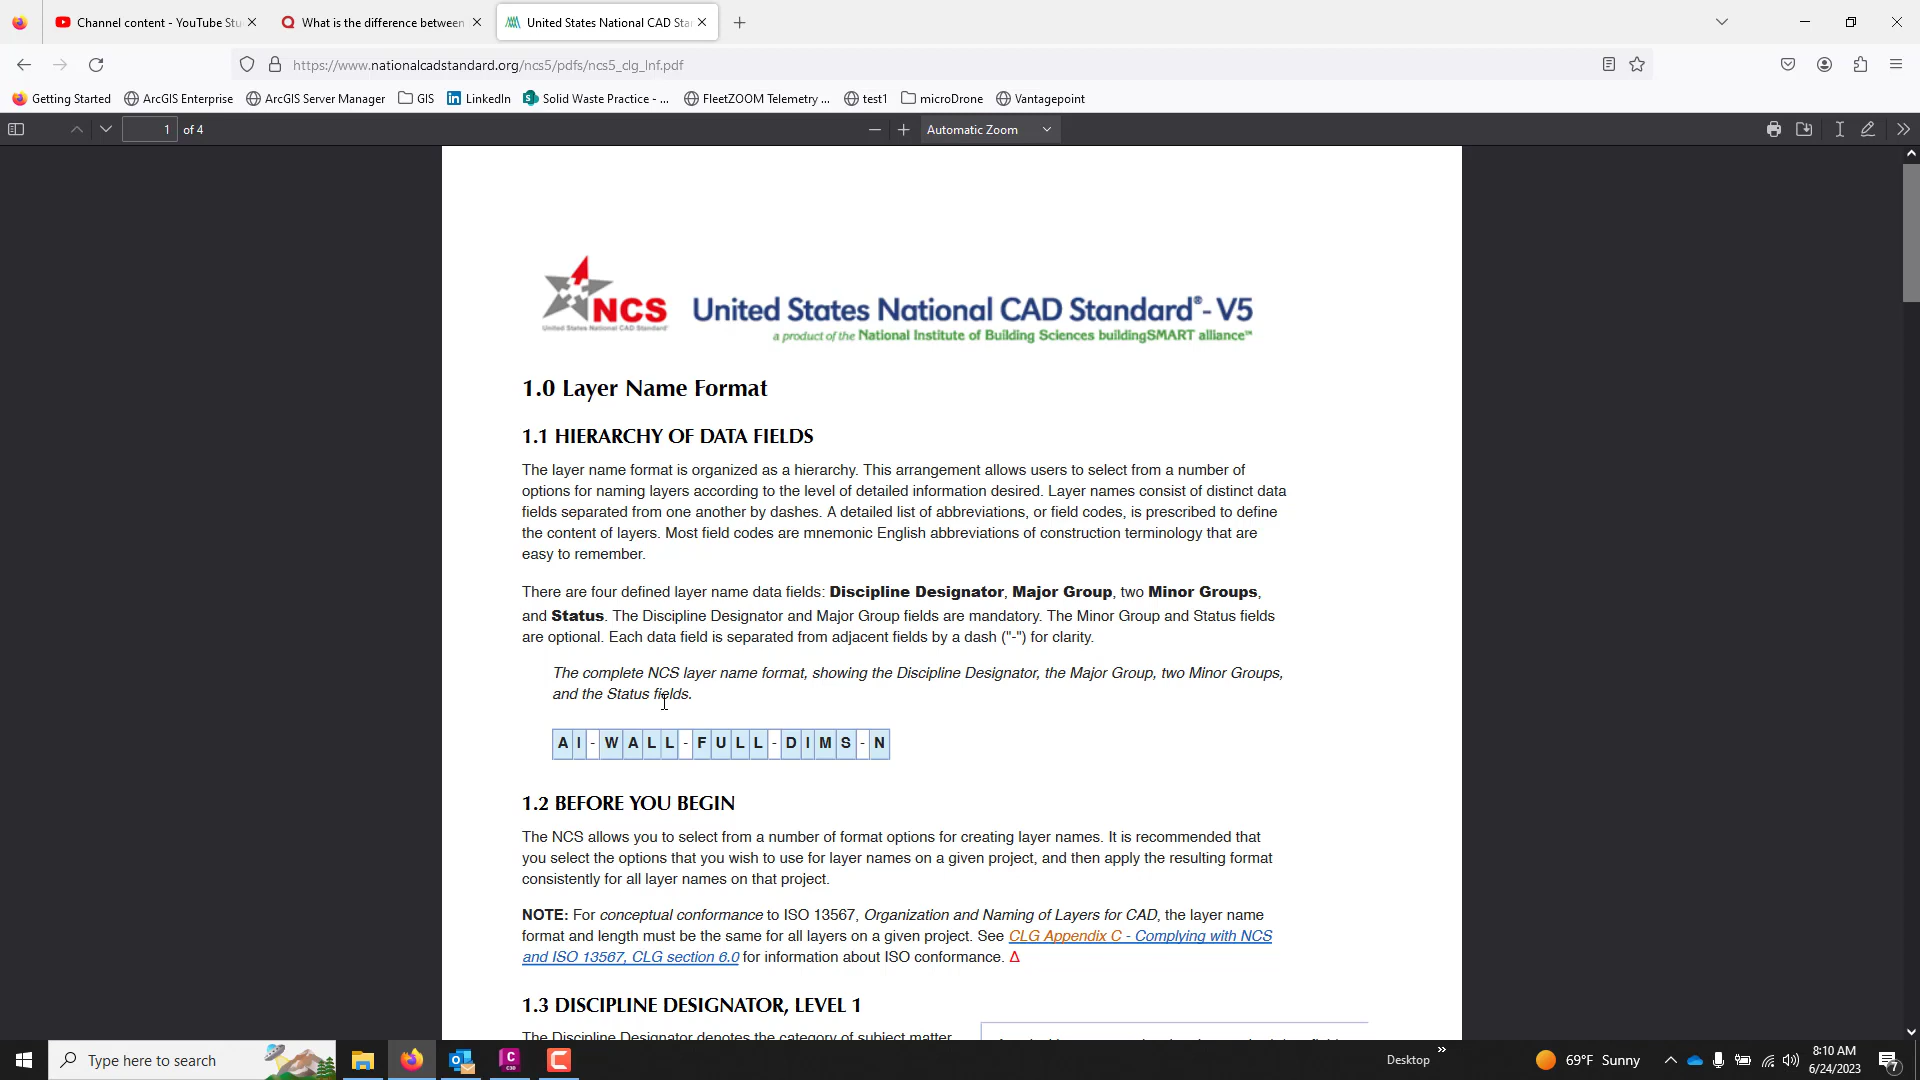 Channel content - YouTube Stu
What is the difference between
United States National CAD Star
https://www.nationalcadstandard.org/ncs5/pdfs/ncs5_clg_lnf.pdf
Getting Started
ArcGIS Enterprise
ArcGIS Server Manager
GIS
LinkedIn
Solid Waste Practice - ...
FleetZOOM Telemetry ...
test1
microDrone
Vantagepoint
1 of 4
Automatic Zoom
NCS
United States National CAD Standard
United States National CAD Standard® - V5
a product of the National Institute of Building Sciences buildingSMART alliance™
1.0 Layer Name Format
1.1 HIERARCHY OF DATA FIELDS
The layer name format is organized as a hierarchy. This arrangement allows users to select from a number of
options for naming layers according to the level of detailed information desired. Layer names consist of distinct data
fields separated from one another by dashes. A detailed list of abbreviations, or field codes, is prescribed to define
the content of layers. Most field codes are mnemonic English abbreviations of construction terminology that are
easy to remember.
There are four defined layer name data fields: Discipline Designator, Major Group, two Minor Groups,
and Status. The Discipline Designator and Major Group fields are mandatory. The Minor Group and Status fields
are optional. Each data field is separated from adjacent fields by a dash ("-") for clarity.
The complete NCS layer name format, showing the Discipline Designator, the Major Group, two Minor Groups,
and the Status fields.
A I - W A L L - F U L L - D I M S - N
1.2 BEFORE YOU BEGIN
The NCS allows you to select from a number of format options for creating layer names. It is recommended that
you select the options that you wish to use for layer names on a given project, and then apply the resulting format
consistently for all layer names on that project.
NOTE: For conceptual conformance to ISO 13567, Organization and Naming of Layers for CAD, the layer name
format and length must be the same for all layers on a given project. See CLG Appendix C - Complying with NCS
and ISO 13567, CLG section 6.0 for information about ISO conformance. Δ
1.3 DISCIPLINE DESIGNATOR, LEVEL 1
The Discipline Designator denotes the category of subject matter
Type here to search
Desktop
69°F Sunny
8:10 AM
6/24/2023
7